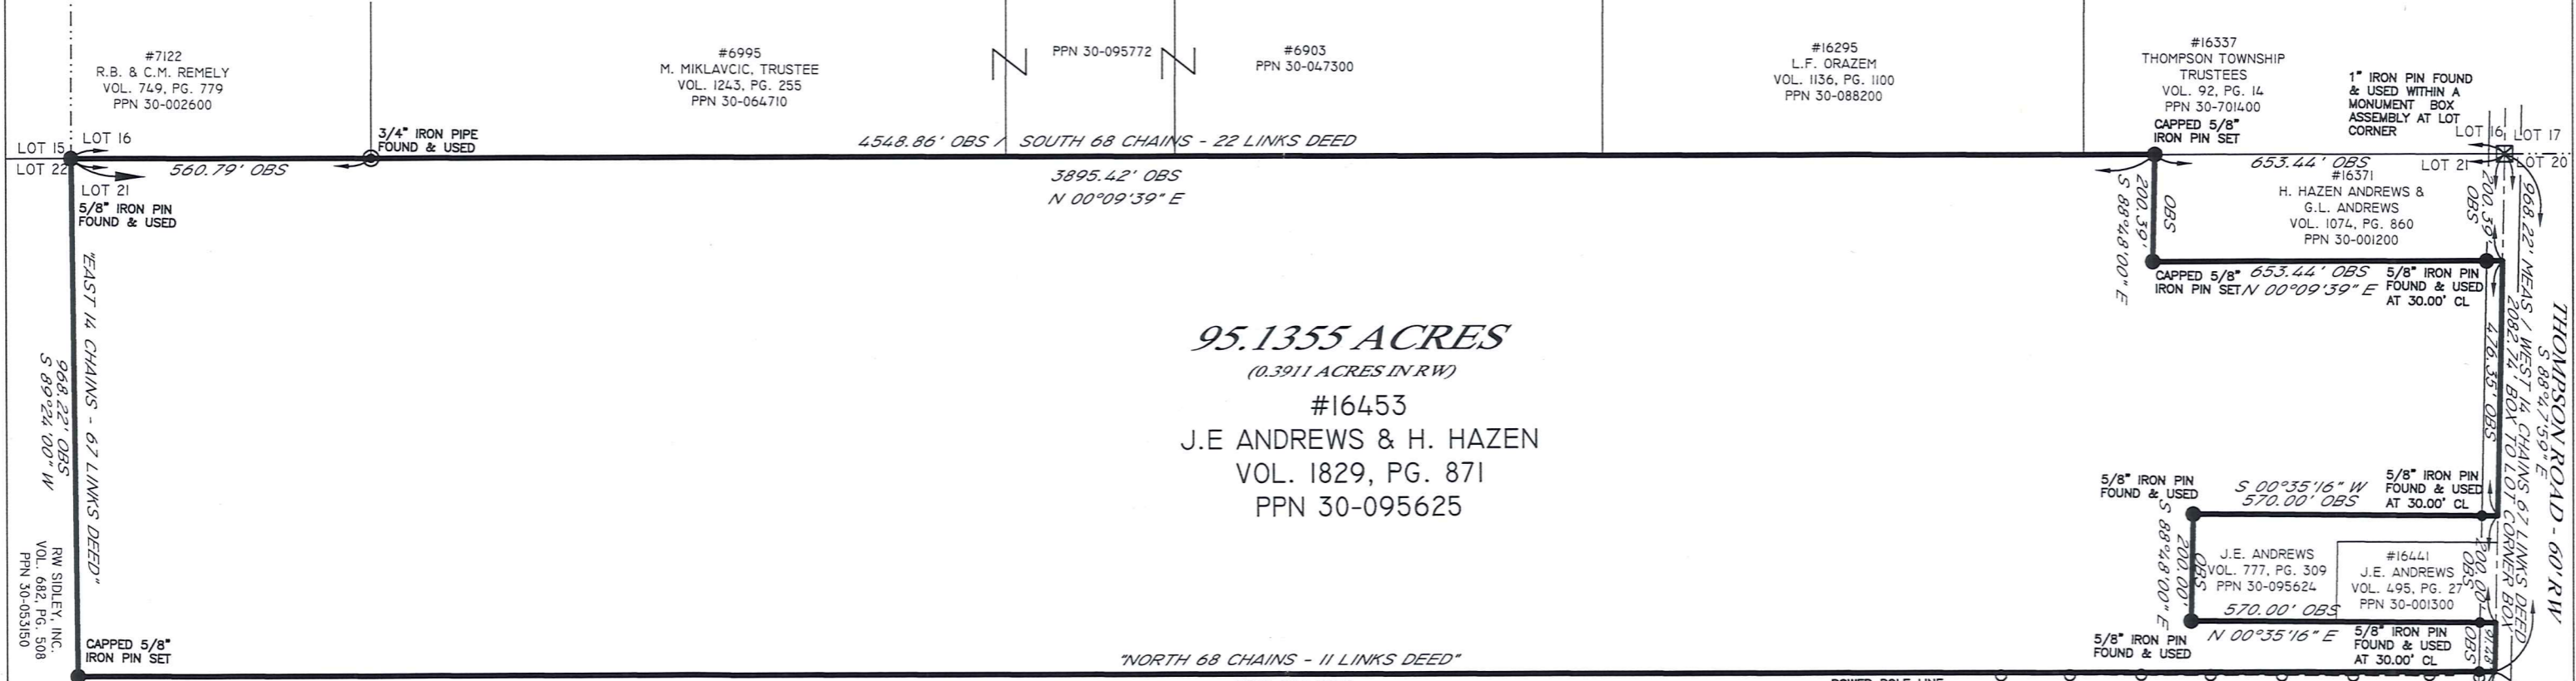 #7122
R.B. & C.M. REMELY
VOL. 749, PG. 779
PPN 30-002600
#6995
M. MIKLAVCIC, TRUSTEE
VOL. 1243, PG. 255
PPN 30-064710
PPN 30-095772
#6903
PPN 30-047300
#16295
L.F. ORAZEM
VOL. 1136, PG. 1100
PPN 30-088200
#16337
THOMPSON TOWNSHIP
TRUSTEES
VOL. 92, PG. 14
PPN 30-701400
CAPPED 5/8"
IRON PIN SET
1" IRON PIN FOUND
& USED WITHIN A
MONUMENT BOX
ASSEMBLY AT LOT
CORNER
LOT 15
LOT 16
LOT 22
LOT 21
5/8" IRON PIN
FOUND & USED
560.79' OBS
3/4" IRON PIPE
FOUND & USED
4548.86' OBS / SOUTH 68 CHAINS - 22 LINKS DEED
3895.42' OBS
N 00°09'39" E
LOT 16
LOT 17
LOT 21
LOT 20
653.44' OBS
#16371
H. HAZEN ANDREWS &
G.L. ANDREWS
VOL. 1074, PG. 860
PPN 30-001200
200.39'
OBS
S 88°48'00" E
200.39'
OBS
CAPPED 5/8"
IRON PIN SET
653.44' OBS
N 00°09'39" E
5/8" IRON PIN
FOUND & USED
AT 30.00' CL
968.22' MEAS / WEST 14 CHAINS 67 LINKS DEED
2082.74' BOX TO LOT CORNER BOX
S 88°47'59" E
THOMPSON ROAD - 60' RW
476.35' OBS
"EAST 14 CHAINS - 67 LINKS DEED"
968.22' OBS
S 89°24'00" W
RW SIDLEY, INC.
VOL. 682, PG. 508
PPN 30-053150
95.1355 ACRES
(0.3911 ACRES IN RW)
#16453
J.E ANDREWS & H. HAZEN
VOL. 1829, PG. 871
PPN 30-095625
5/8" IRON PIN
FOUND & USED
S 00°35'16" W
570.00' OBS
5/8" IRON PIN
FOUND & USED
AT 30.00' CL
S 88°48'00" E
200.00'
OBS
J.E. ANDREWS
VOL. 777, PG. 309
PPN 30-095624
#16441
J.E. ANDREWS
VOL. 495, PG. 27
PPN 30-001300
200.00'
OBS
570.00' OBS
N 00°35'16" E
5/8" IRON PIN
FOUND & USED
5/8" IRON PIN
FOUND & USED
AT 30.00' CL
OBS
CAPPED 5/8"
IRON PIN SET
"NORTH 68 CHAINS - 11 LINKS DEED"